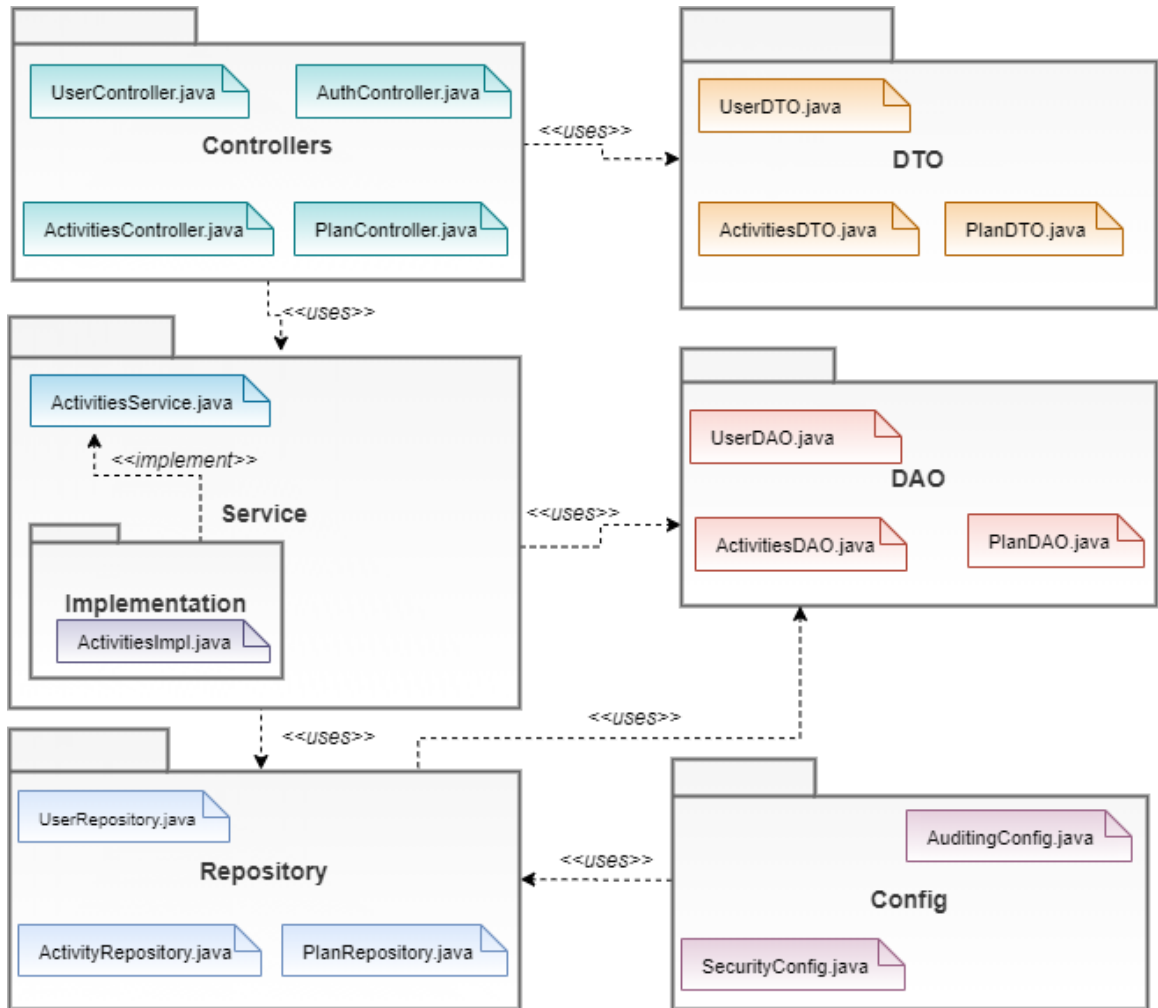 UserController.java
AuthController.java
Controllers
ActivitiesController.java
PlanController.java
<<uses>>
UserDTO.java
DTO
ActivitiesDTO.java
PlanDTO.java
<<uses>>
ActivitiesService.java
<<implement>>
Service
Implementation
ActivitiesImpl.java
<<uses>>
UserDAO.java
DAO
ActivitiesDAO.java
PlanDAO.java
<<uses>>
<<uses>>
UserRepository.java
Repository
ActivityRepository.java
PlanRepository.java
<<uses>>
AuditingConfig.java
Config
SecurityConfig.java